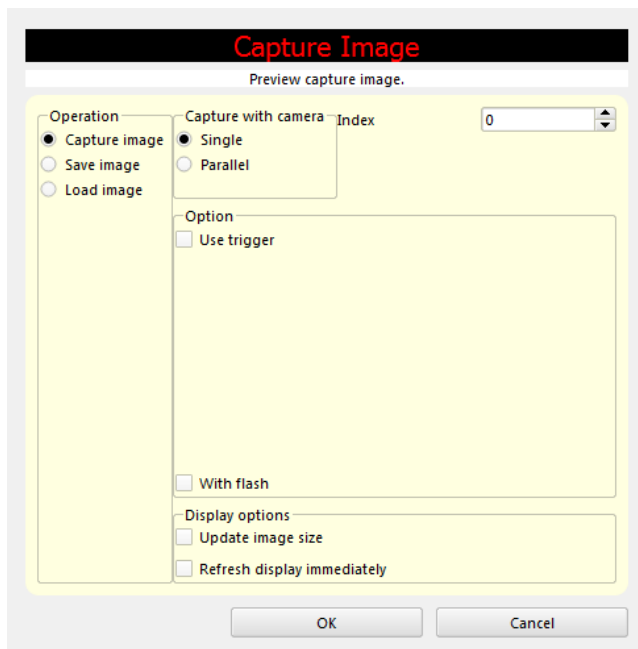 Capture Image
Preview capture image.
Operation
Capture image
Save image
Load image
Capture with camera
Single
Parallel
Index
0
Option
Use trigger
With flash
Display options
Update image size
Refresh display immediately
OK
Cancel